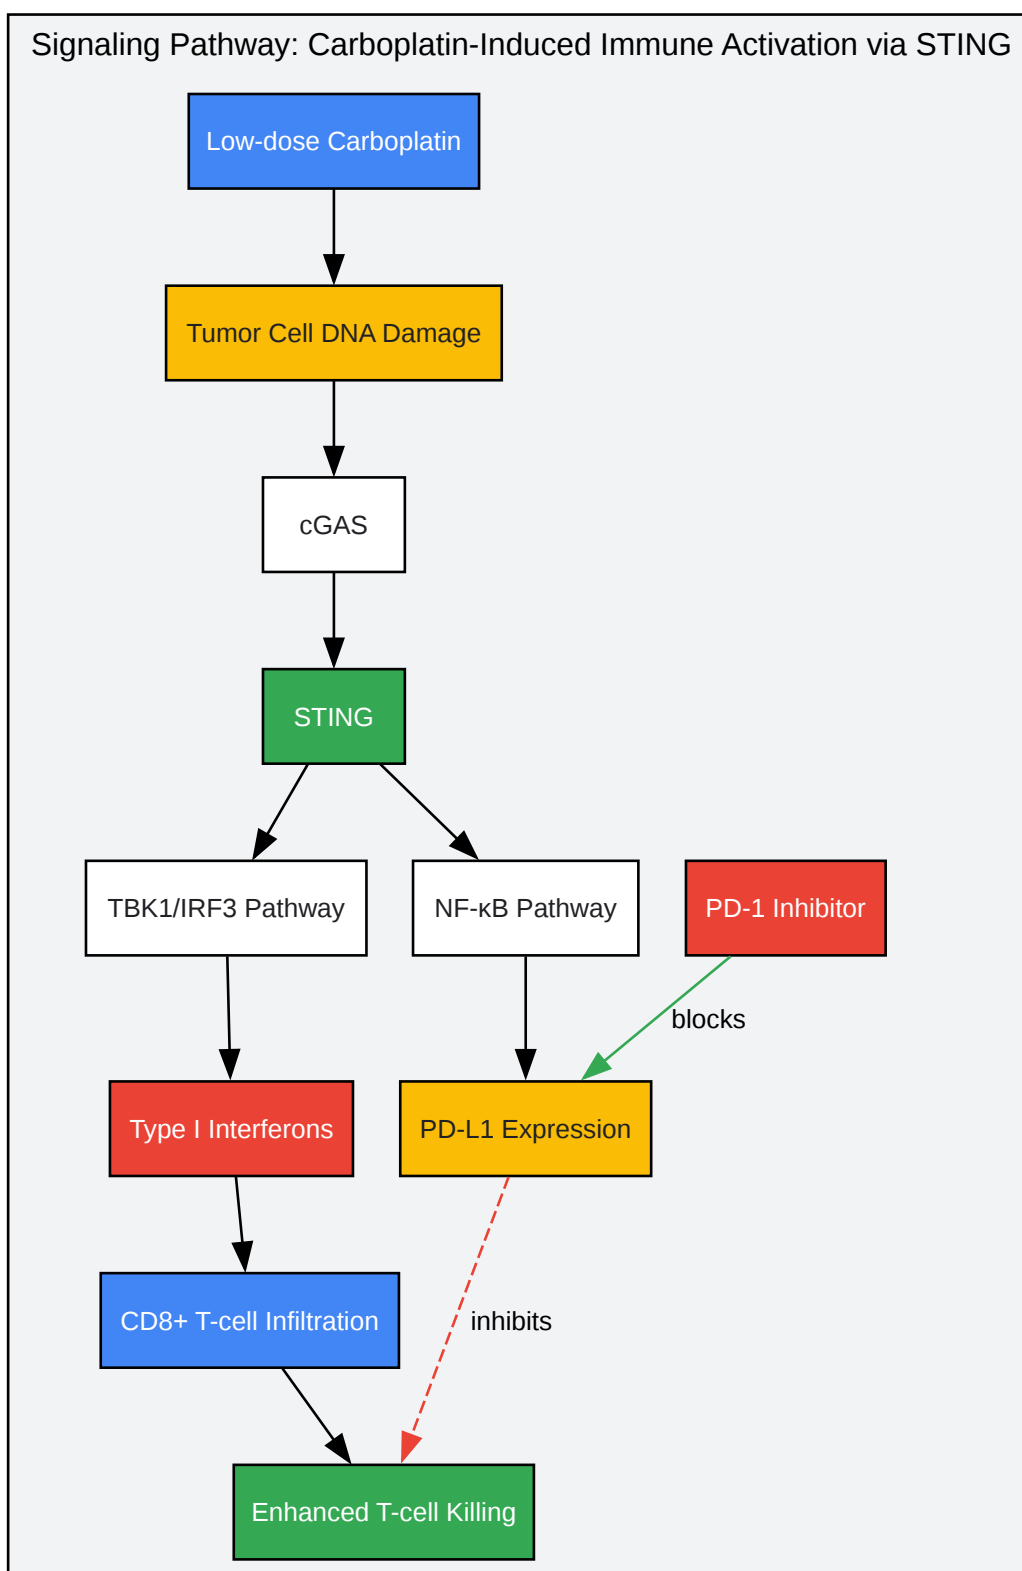 Signaling Pathway: Carboplatin-Induced Immune Activation via STING
Low-dose Carboplatin
Tumor Cell DNA Damage
cGAS
STING
TBK1/IRF3 Pathway
NF-κB Pathway
PD-1 Inhibitor
blocks
Type I Interferons
PD-L1 Expression
CD8+ T-cell Infiltration
inhibits
Enhanced T-cell Killing